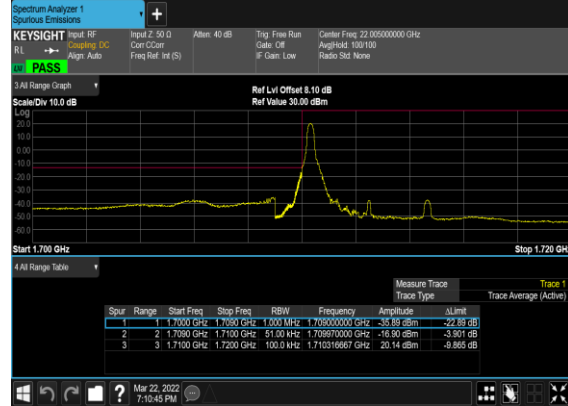 Spectrum Analyzer 1
Spurious Emissions
+
KEYSIGHT Input: RF Input Z: 50 Ω Atten: 40 dB Trig: Free Run Center Freq: 22.005000000 GHz
RL Coupling: DC Corr CCorr Gate: Off Avg|Hold: 100/100
Align: Auto Freq Ref: Int (S) IF Gain: Low Radio Std: None
PASS
3 All Range Graph
Ref Lvl Offset 8.10 dB
Scale/Div 10.0 dB Ref Value 30.00 dBm
Log
20.0
10.0
0.00
-10.0
-20.0
-30.0
-40.0
-50.0
-60.0
Start 1.700 GHz Stop 1.720 GH
4 All Range Table
Measure Trace Trace 1
Trace Type Trace Average (Active)
Spur Range Start Freq Stop Freq RBW Frequency Amplitude ΔLimit
1 1 1.7000 GHz 1.7090 GHz 1.000 MHz 1.709000000 GHz -35.89 dBm -22.89 dB
2 2 1.7090 GHz 1.7100 GHz 51.00 kHz 1.709970000 GHz -16.90 dBm -3.901 dB
3 3 1.7100 GHz 1.7200 GHz 100.0 kHz 1.710316667 GHz 20.14 dBm -9.865 dB
? Mar 22, 2022
7:10:45 PM